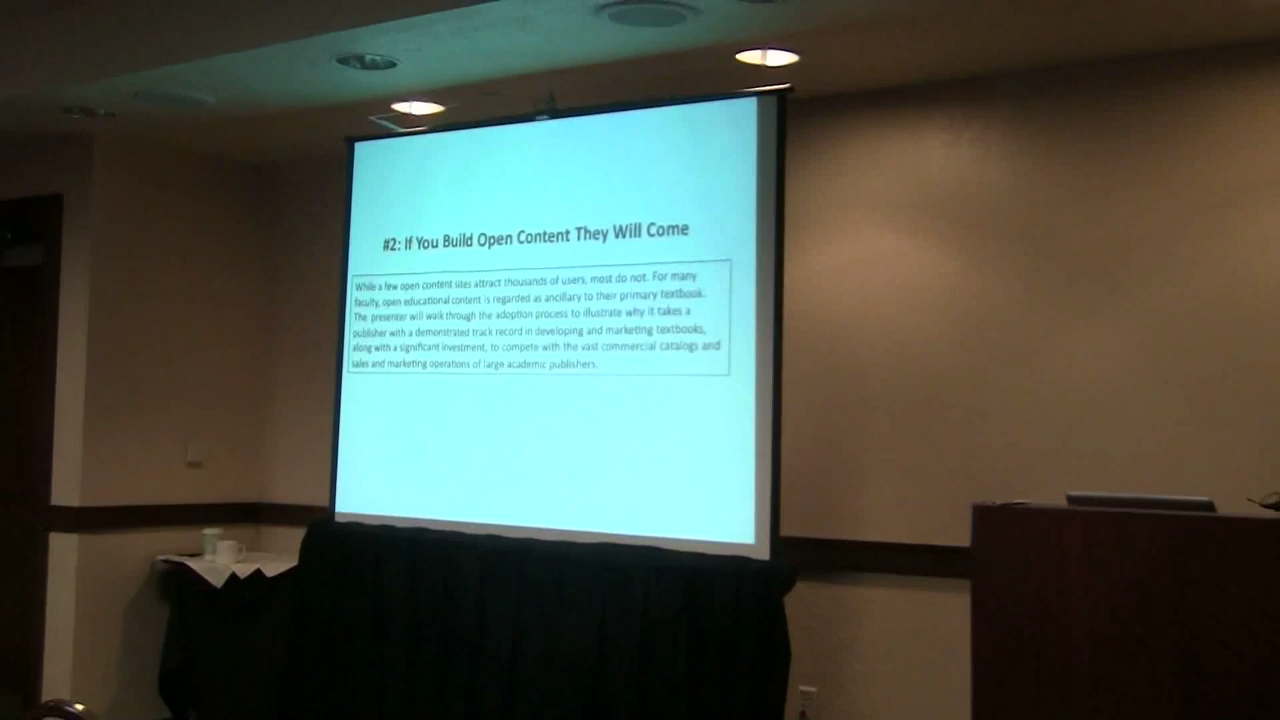 #2: If You Build Open Content They Will Come
While a few open content sites attract thousands of users, most do not. For many
faculty, open educational content is regarded as ancillary to their primary textbook.
The presenter will walk through the adoption process to illustrate why it takes a
publisher with a demonstrated track record in developing and marketing textbooks,
along with a significant investment, to compete with the vast commercial catalogs and
sales and marketing operations of large academic publishers.